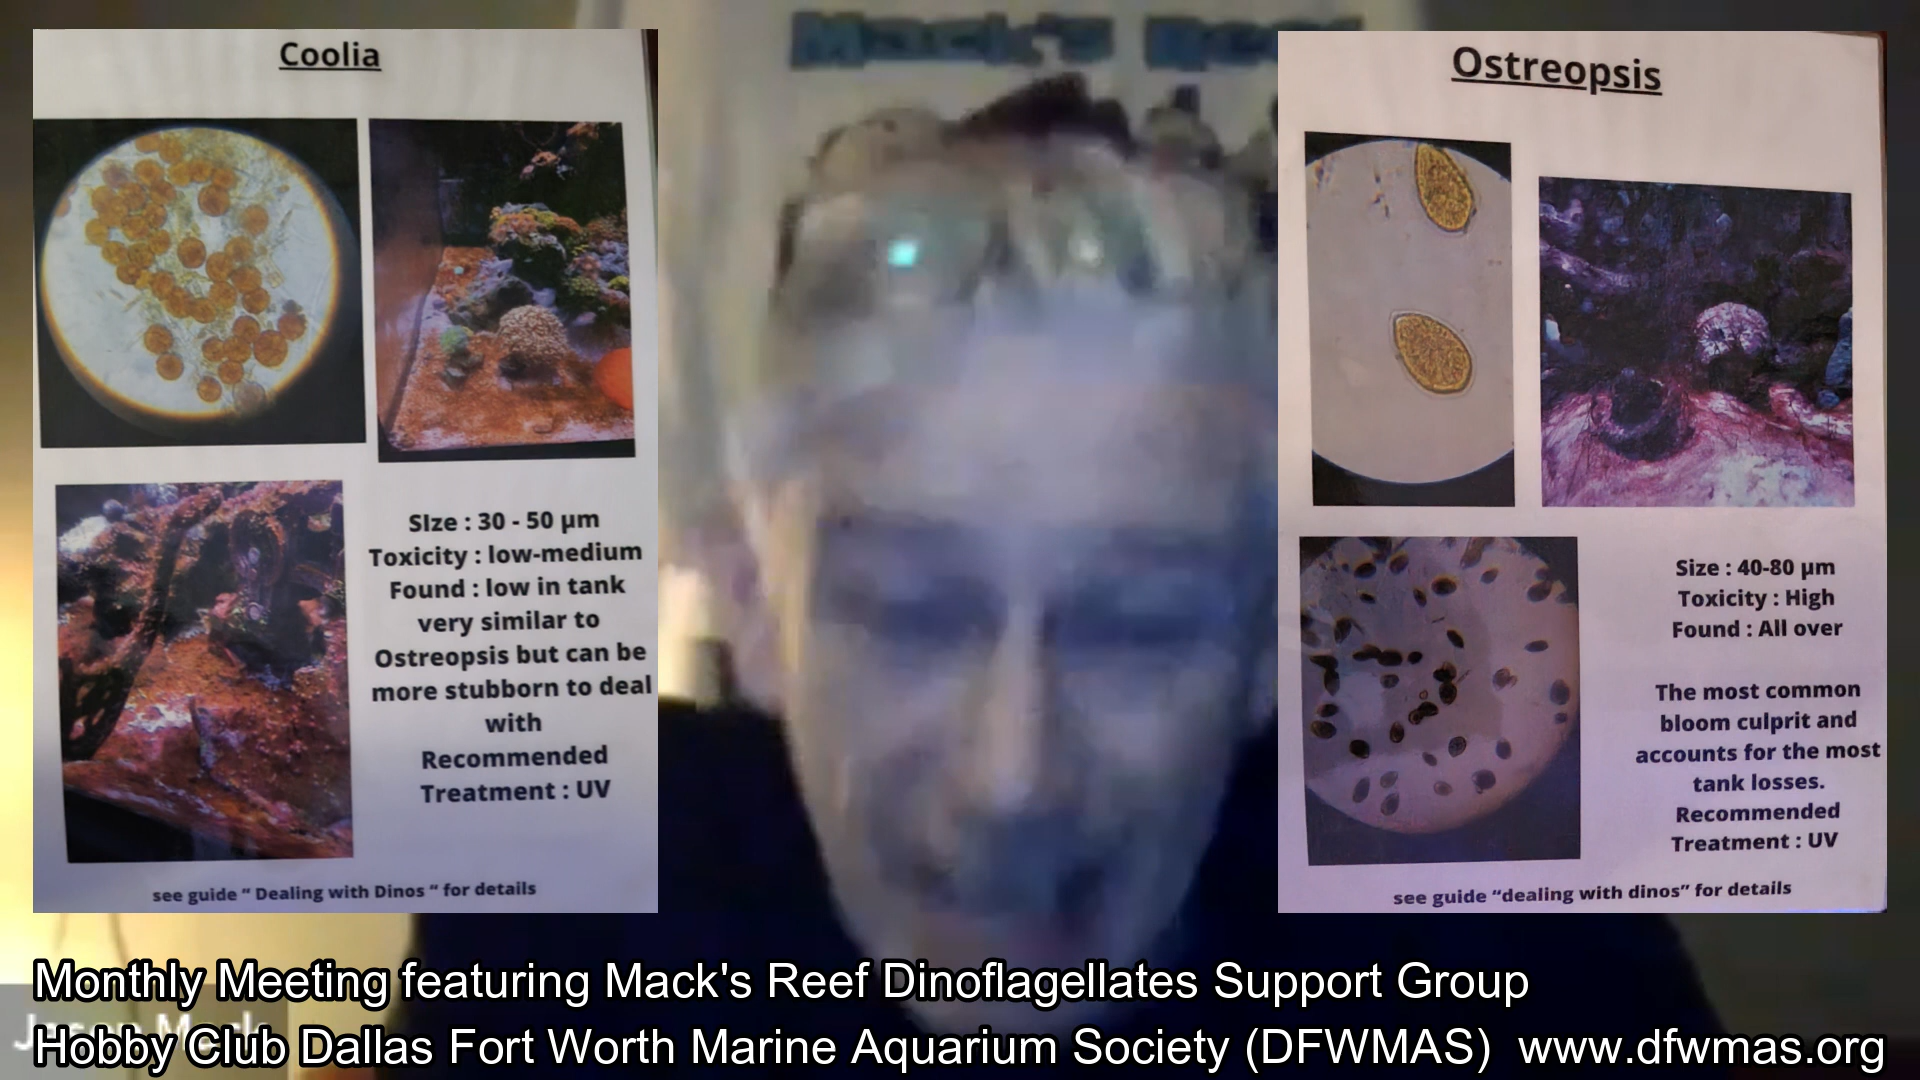 Mack's Reef
Coolia
SIze : 30 - 50 µm
Toxicity : low-medium
Found : low in tank
very similar to
Ostreopsis but can be
more stubborn to deal
with
Recommended
Treatment : UV
see guide “ Dealing with Dinos “ for details
Ostreopsis
Size : 40-80 µm
Toxicity : High
Found : All over
The most common
bloom culprit and
accounts for the most
tank losses.
Recommended
Treatment : UV
see guide “dealing with dinos” for details
Monthly Meeting featuring Mack's Reef Dinoflagellates Support Group
Hobby Club Dallas Fort Worth Marine Aquarium Society (DFWMAS) www.dfwmas.org